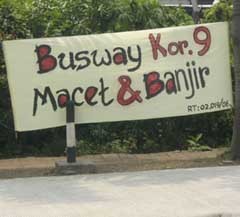 Busway Kor. 9
Macet & Banjir